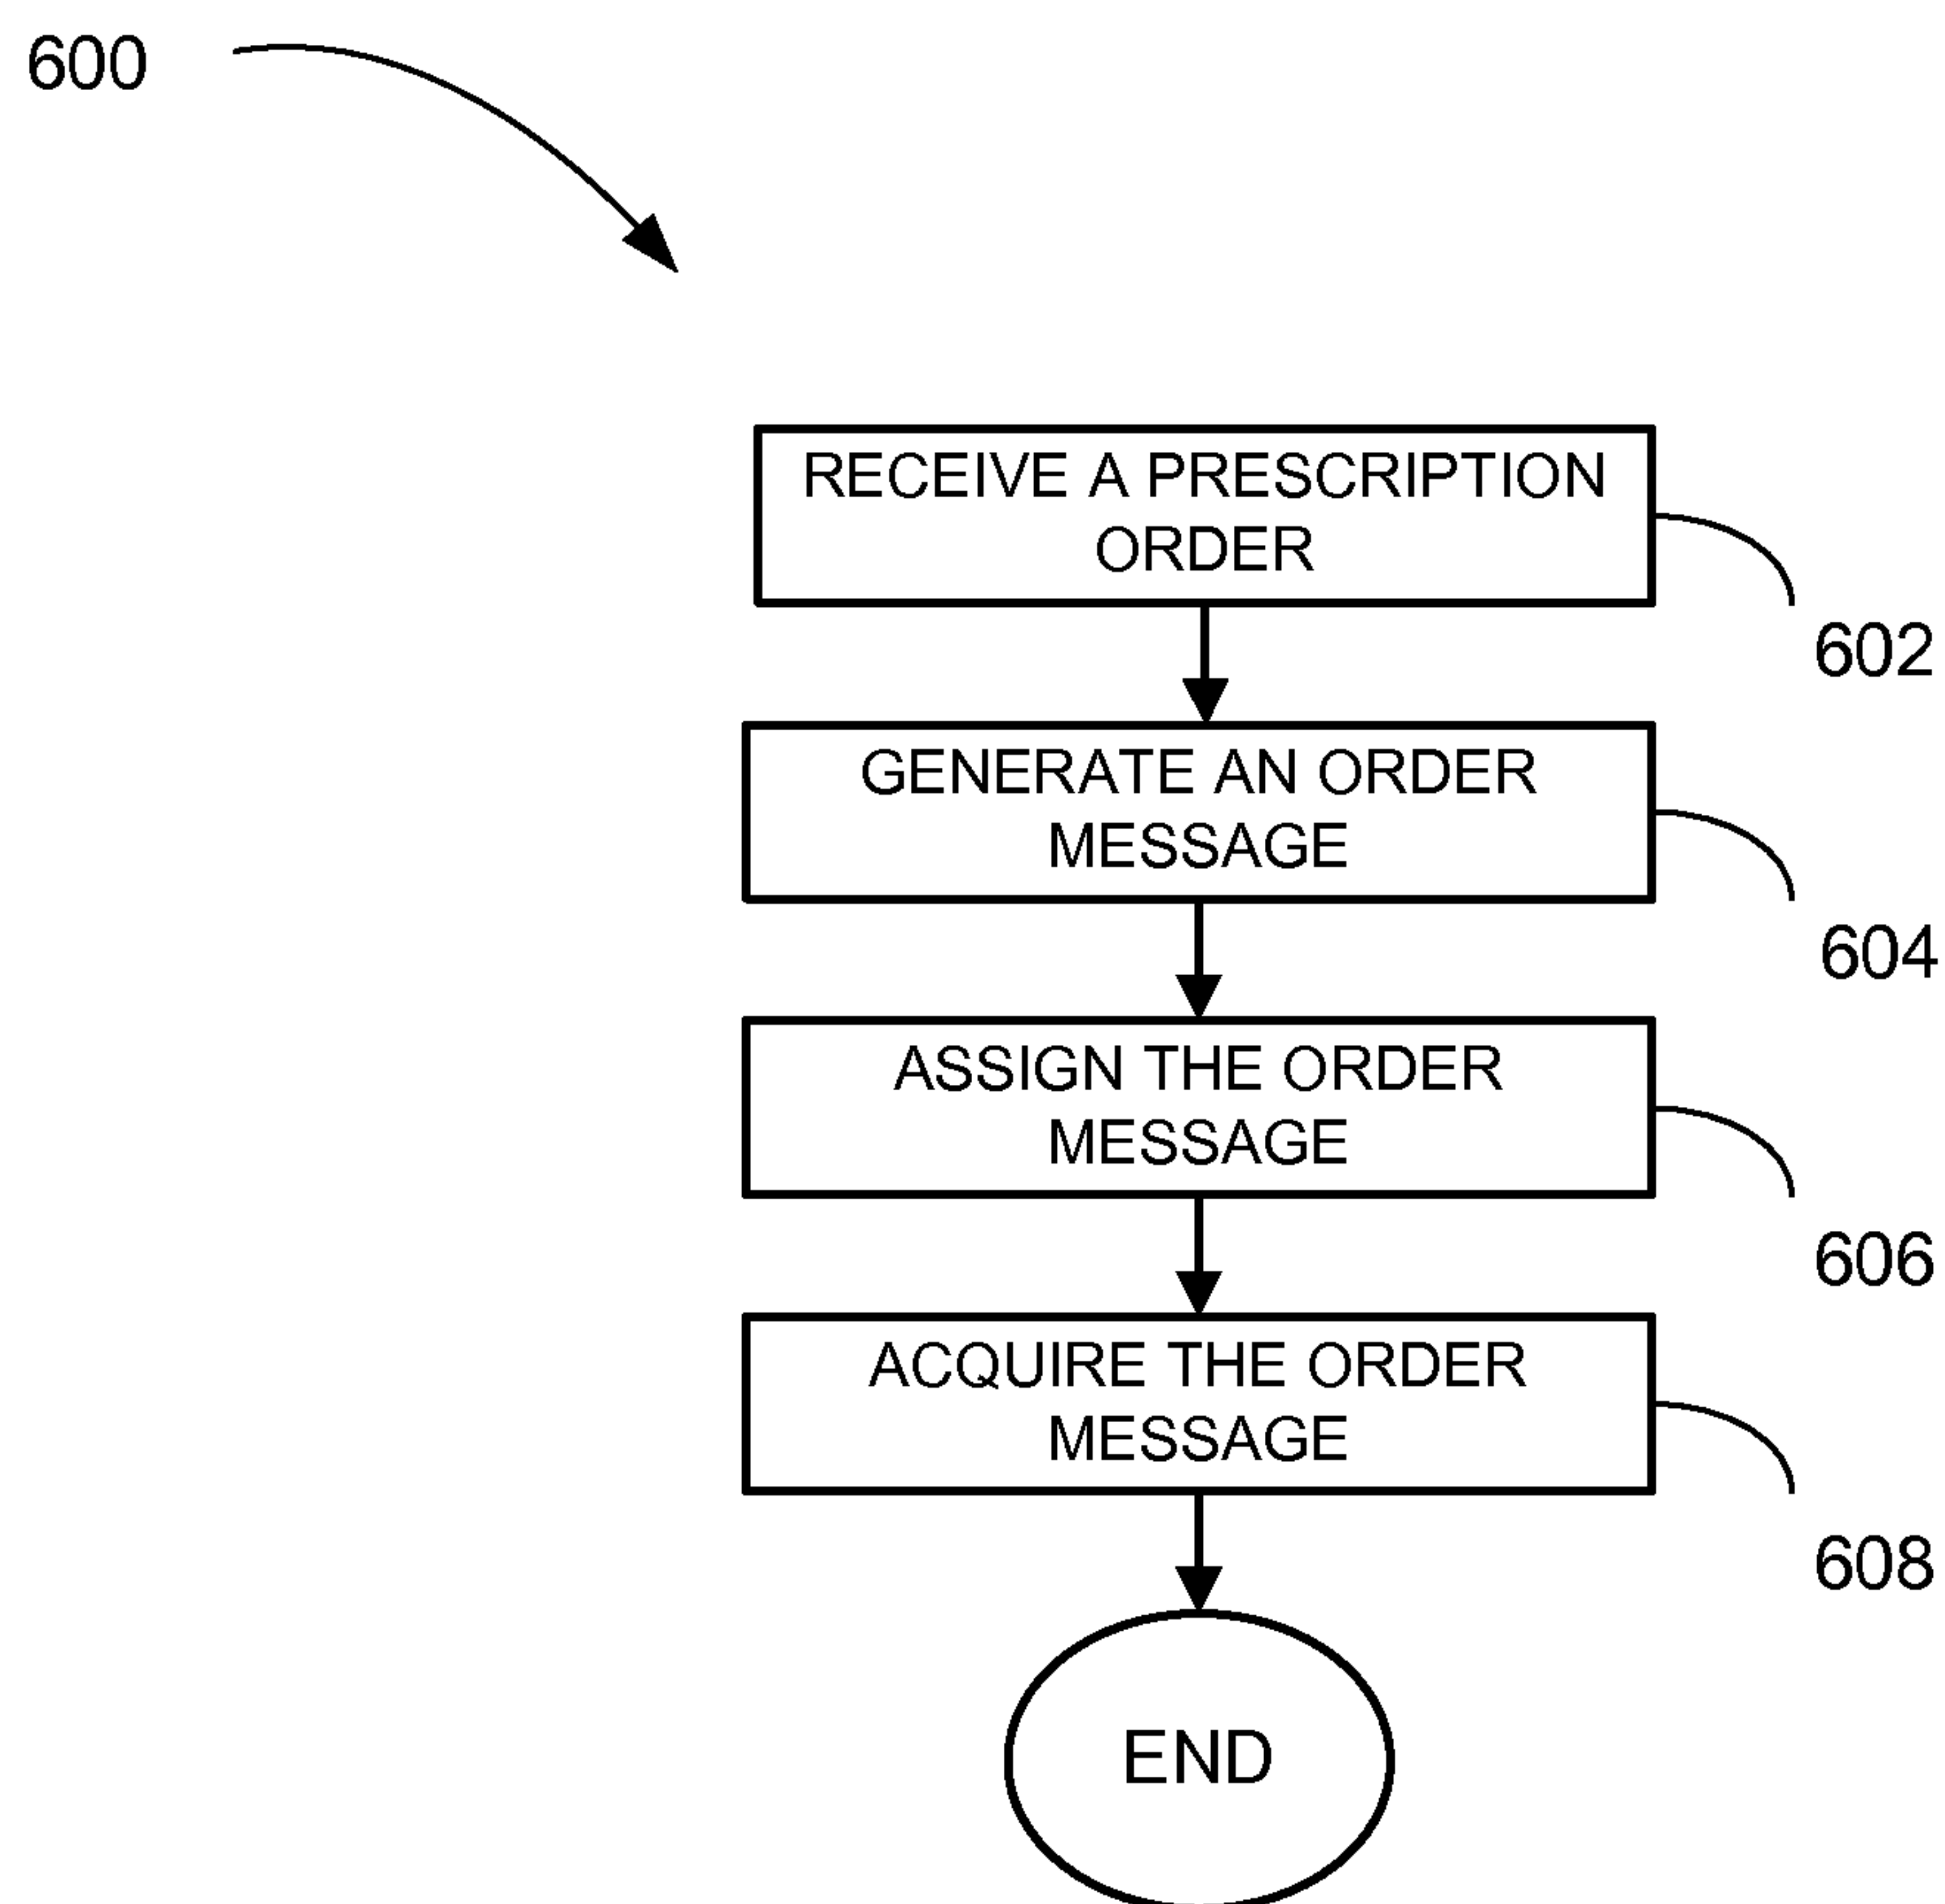 600
RECEIVE A PRESCRIPTION
ORDER
602
GENERATE AN ORDER
MESSAGE
604
ASSIGN THE ORDER
MESSAGE
606
ACQUIRE THE ORDER
MESSAGE
608
END